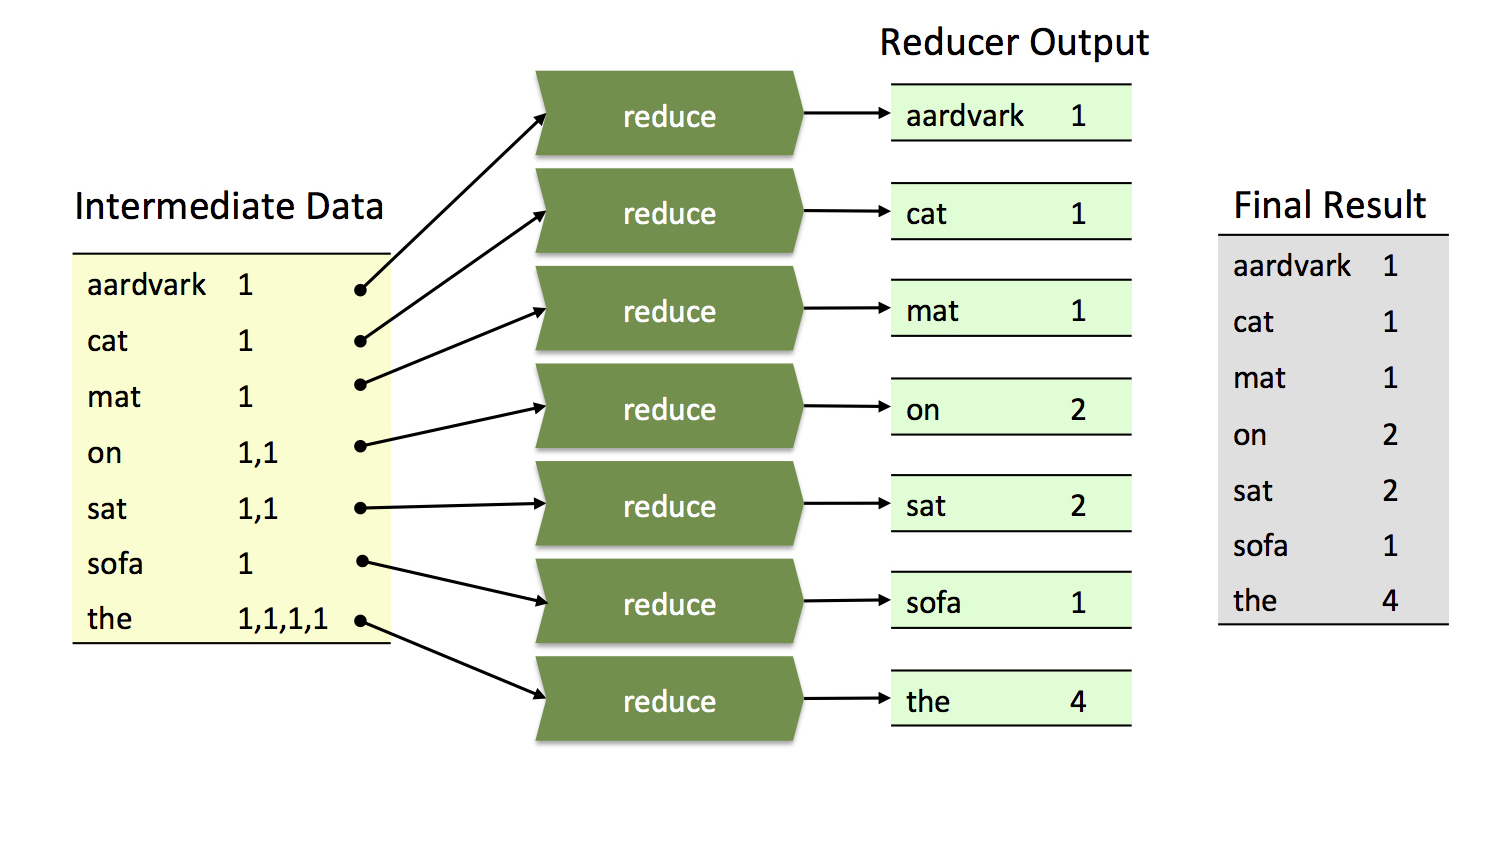 Intermediate Data
aardvark 1
cat 1
mat 1
on 1,1
sat 1,1
sofa 1
the 1,1,1,1
reduce
reduce
reduce
reduce
reduce
reduce
reduce
Reducer Output
aardvark 1
cat 1
mat 1
on 2
sat 2
sofa 1
the 4
Final Result
aardvark 1
cat 1
mat 1
on 2
sat 2
sofa 1
the 4